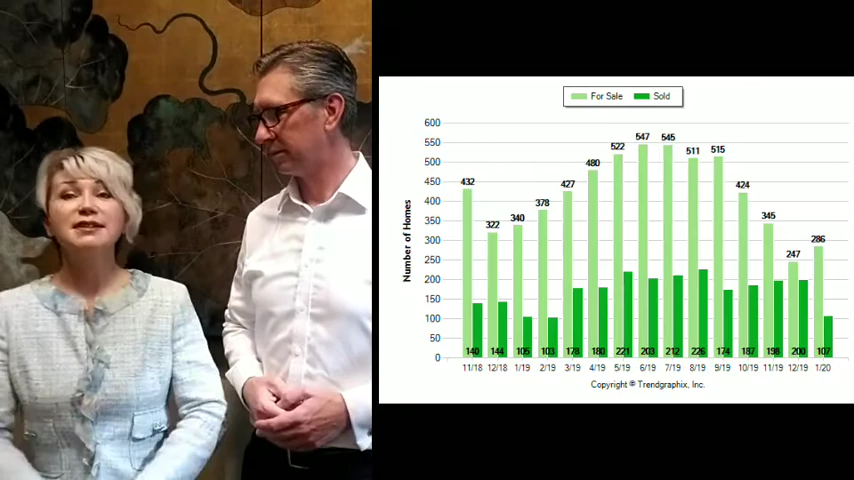 For Sale Sold
Number of Homes
600
550
500
450
400
350
300
250
200
150
100
50
0
432 322 340 378 427 480 522 547 545 511 515 424 345 247 286
140 144 105 103 178 180 221 203 212 226 174 187 198 200 107
11/18 12/18 1/19 2/19 3/19 4/19 5/19 6/19 7/19 8/19 9/19 10/19 11/19 12/19 1/20
Copyright ® Trendgraphix, Inc.